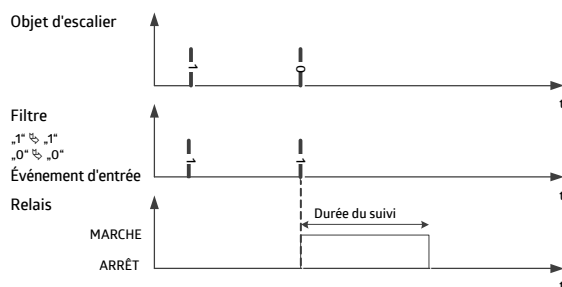 Objet d'escalier
1
0
t
Filtre
„1“ ⇘ „1“
„0“ ⇘ „0“
Événement d'entrée
1
1
t
Relais
Durée du suivi
MARCHE
ARRÊT
t